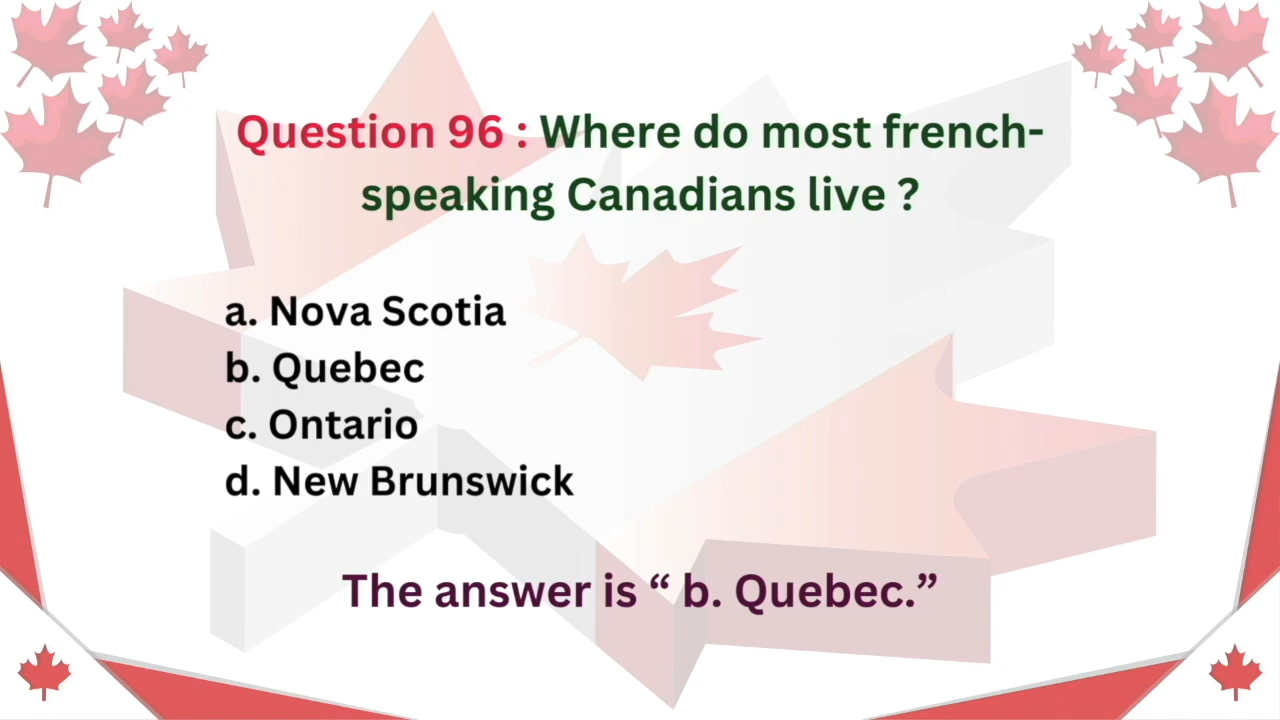 Question 96 : Where do most french-
speaking Canadians live ?
a. Nova Scotia
b. Quebec
c. Ontario
d. New Brunswick
The answer is “ b. Quebec.”